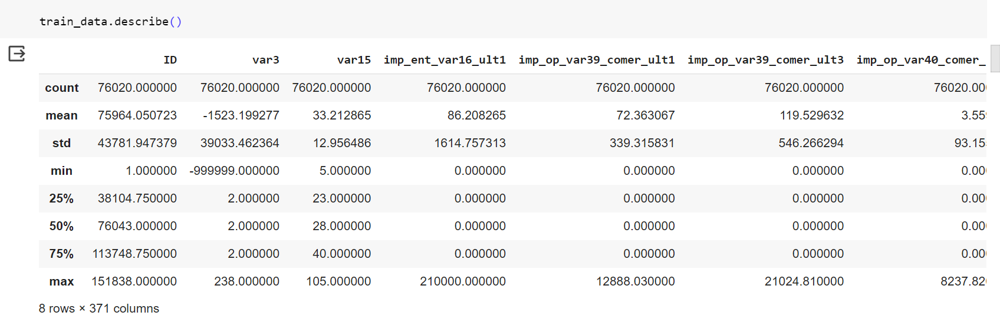 train_data.describe()
ID var3 var15 imp_ent_var16_ult1 imp_op_var39_comer_ult1 imp_op_var39_comer_ult3 imp_op_var40_comer_
count 76020.000000 76020.000000 76020.000000 76020.000000 76020.000000 76020.000000 76020.00
mean 75964.050723 -1523.199277 33.212865 86.208265 72.363067 119.529632 3.55
std 43781.947379 39033.462364 12.956486 1614.757313 339.315831 546.266294 93.15
min 1.000000 -999999.000000 5.000000 0.000000 0.000000 0.000000 0.00
25% 38104.750000 2.000000 23.000000 0.000000 0.000000 0.000000 0.00
50% 76043.000000 2.000000 28.000000 0.000000 0.000000 0.000000 0.00
75% 113748.750000 2.000000 40.000000 0.000000 0.000000 0.000000 0.00
max 151838.000000 238.000000 105.000000 210000.000000 12888.030000 21024.810000 8237.82
8 rows × 371 columns